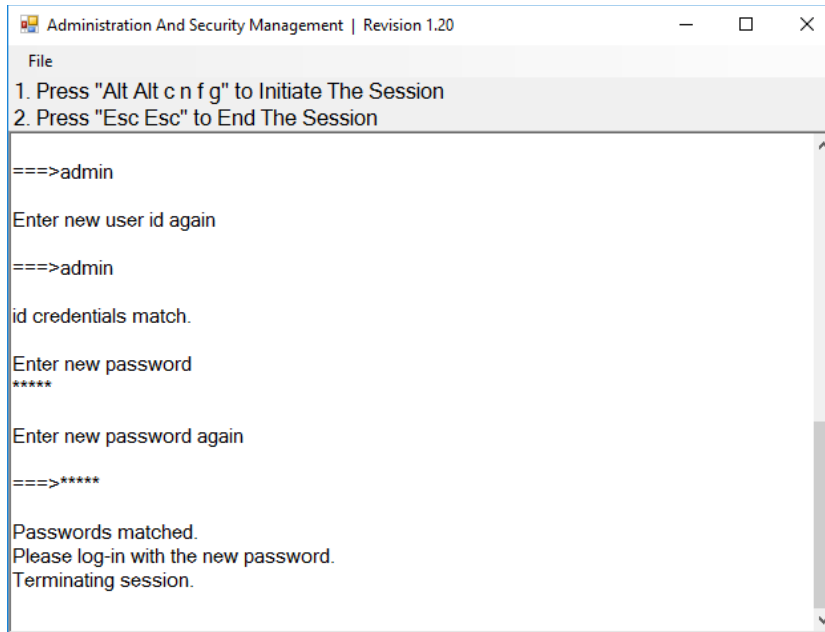 Administration And Security Management | Revision 1.20
File
1. Press "Alt Alt c n f g" to Initiate The Session
2. Press "Esc Esc" to End The Session
===>admin
Enter new user id again
===>admin
id credentials match.
Enter new password
*****
Enter new password again
===>*****
Passwords matched.
Please log-in with the new password.
Terminating session.